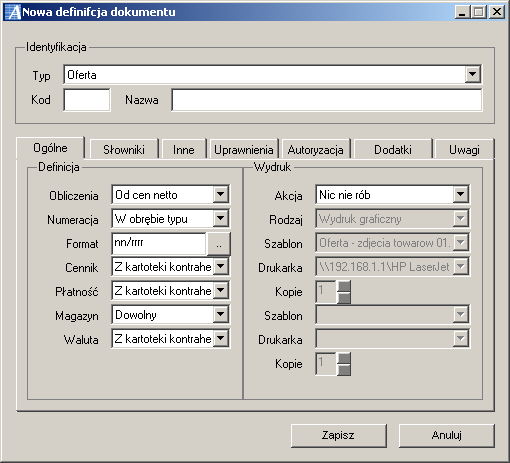 Nowa definifcja dokumentu
Identyfikacja
Typ Oferta
Kod Nazwa
Ogólne Słowniki Inne Uprawnienia Autoryzacja Dodatki Uwagi
Definicja Wydruk
Obliczenia Od cen netto Akcja Nic nie rób
Numeracja W obrębie typu Rodzaj Wydruk graficzny
Format nn/rrrr .. Szablon Oferta - zdjecia towarow 01.
Cennik Z kartoteki kontrahe Drukarka \\192.168.1.1\HP LaserJet
Płatność Z kartoteki kontrahe Kopie 1
Magazyn Dowolny Szablon
Waluta Z kartoteki kontrahe Drukarka
Kopie 1
Zapisz Anuluj